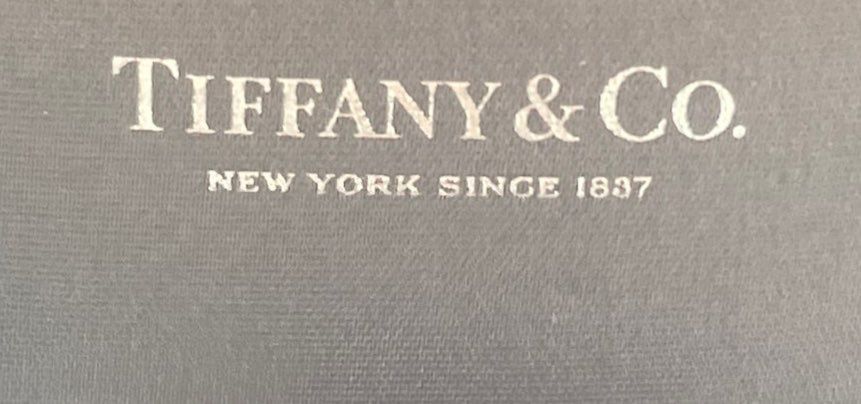 TIFFANY & CO.
NEW YORK SINCE 1837